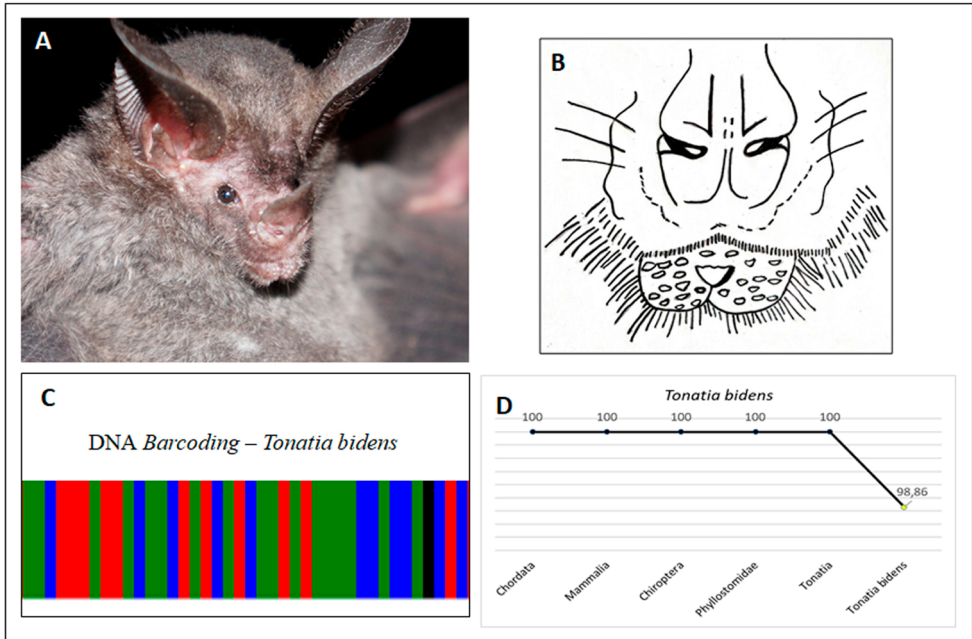 A
B
C
DNA Barcoding – Tonatia bidens
D
Tonatia bidens
100
100
100
100
100
98,86
Chordata
Mammalia
Chiroptera
Phyllostomidae
Tonatia
Tonatia bidens